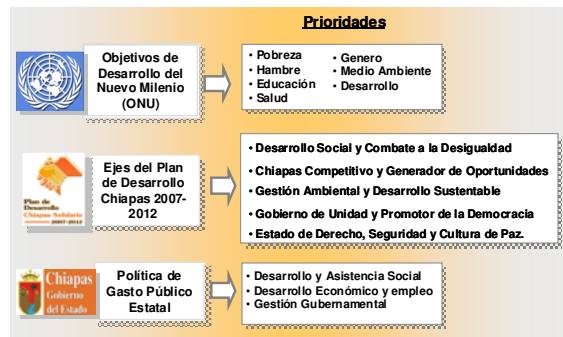 Prioridades
Objetivos de
Desarrollo del
Nuevo Milenio
(ONU)
• Pobreza
• Hambre
• Educación
• Salud
• Genero
• Medio Ambiente
• Desarrollo
Plan de
Desarrollo
Chiapas Solidario
2007-2012
Ejes del Plan
de Desarrollo
Chiapas 2007-
2012
• Desarrollo Social y Combate a la Desigualdad
• Chiapas Competitivo y Generador de Oportunidades
• Gestión Ambiental y Desarrollo Sustentable
• Gobierno de Unidad y Promotor de la Democracia
• Estado de Derecho, Seguridad y Cultura de Paz.
Chiapas
Gobierno
del Estado
Política de
Gasto Público
Estatal
• Desarrollo y Asistencia Social
• Desarrollo Económico y empleo
• Gestión Gubernamental